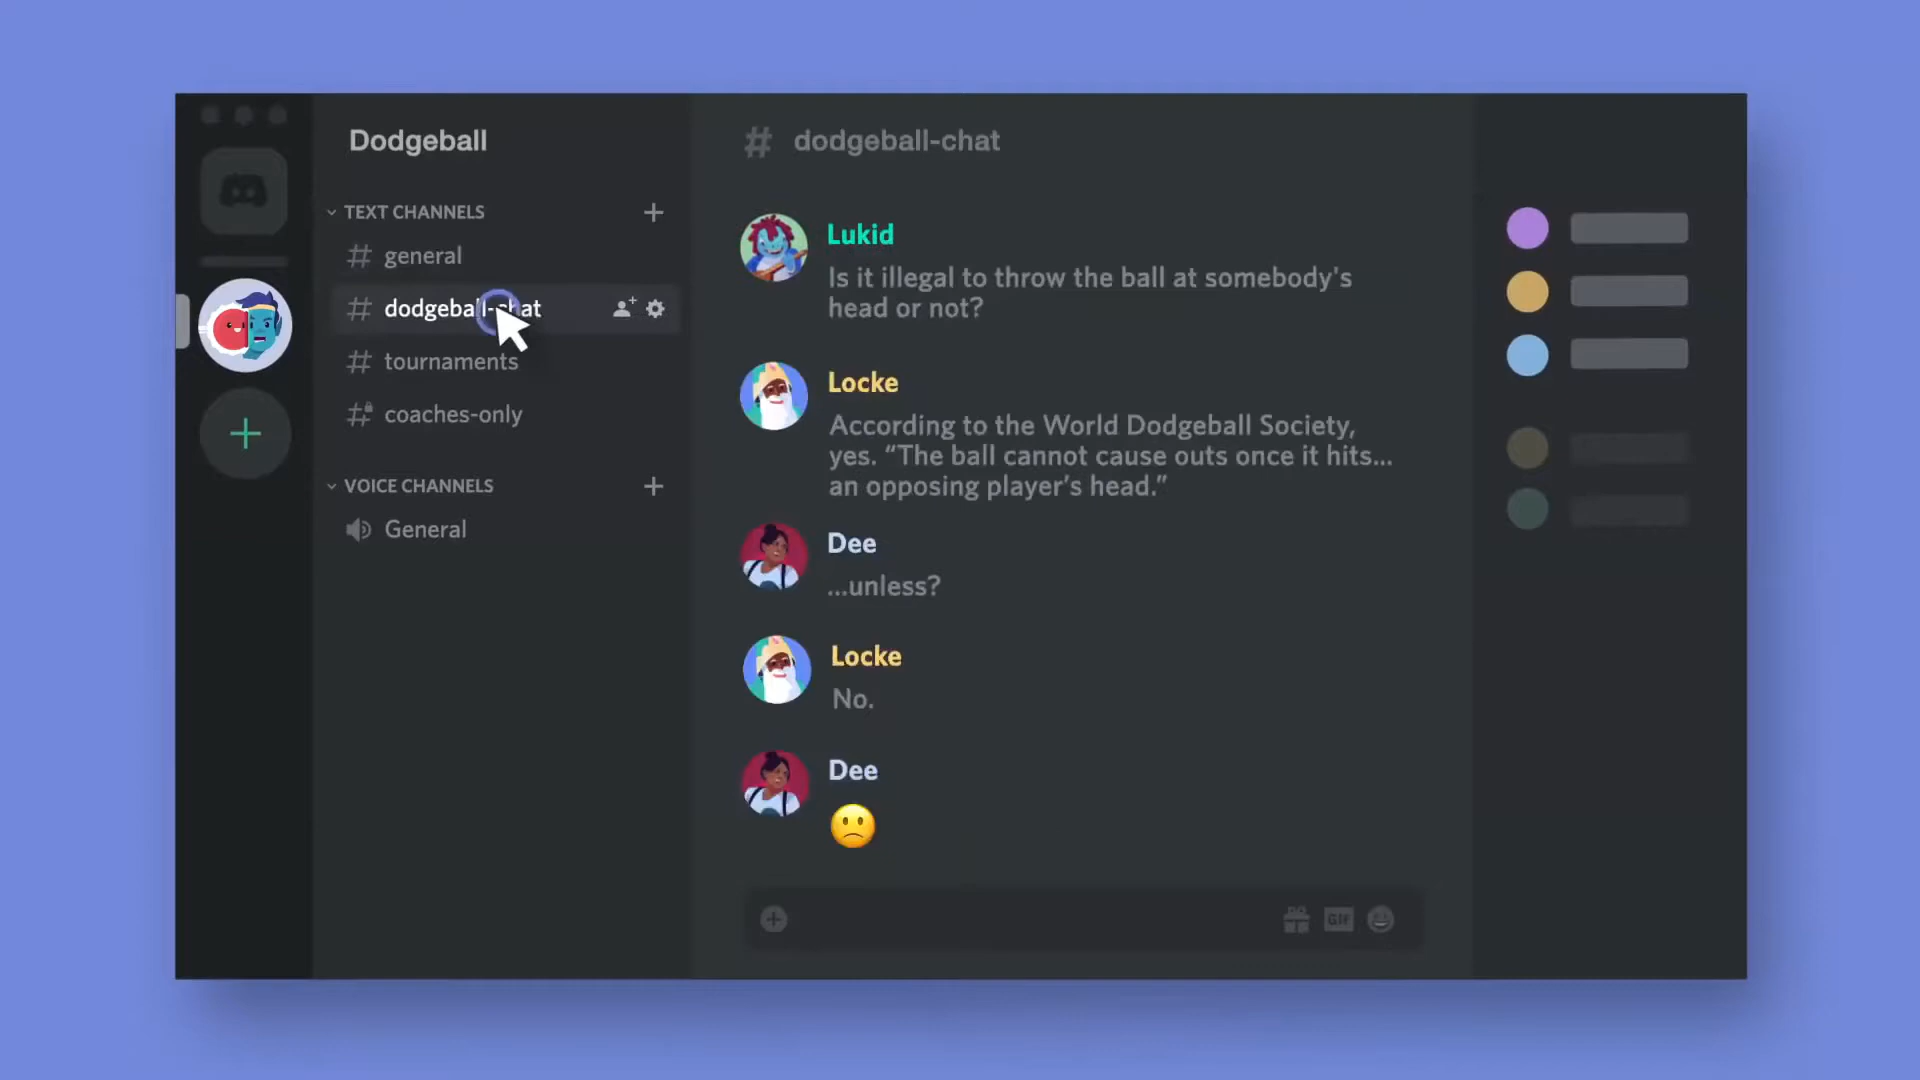 Dodgeball
TEXT CHANNELS
# general
# dodgeball-chat
# tournaments
# coaches-only
VOICE CHANNELS
General
# dodgeball-chat
Lukid
Is it illegal to throw the ball at somebody's
head or not?
Locke
According to the World Dodgeball Society,
yes. “The ball cannot cause outs once it hits...
an opposing player’s head.”
Dee
...unless?
Locke
No.
Dee
🙁
GIF